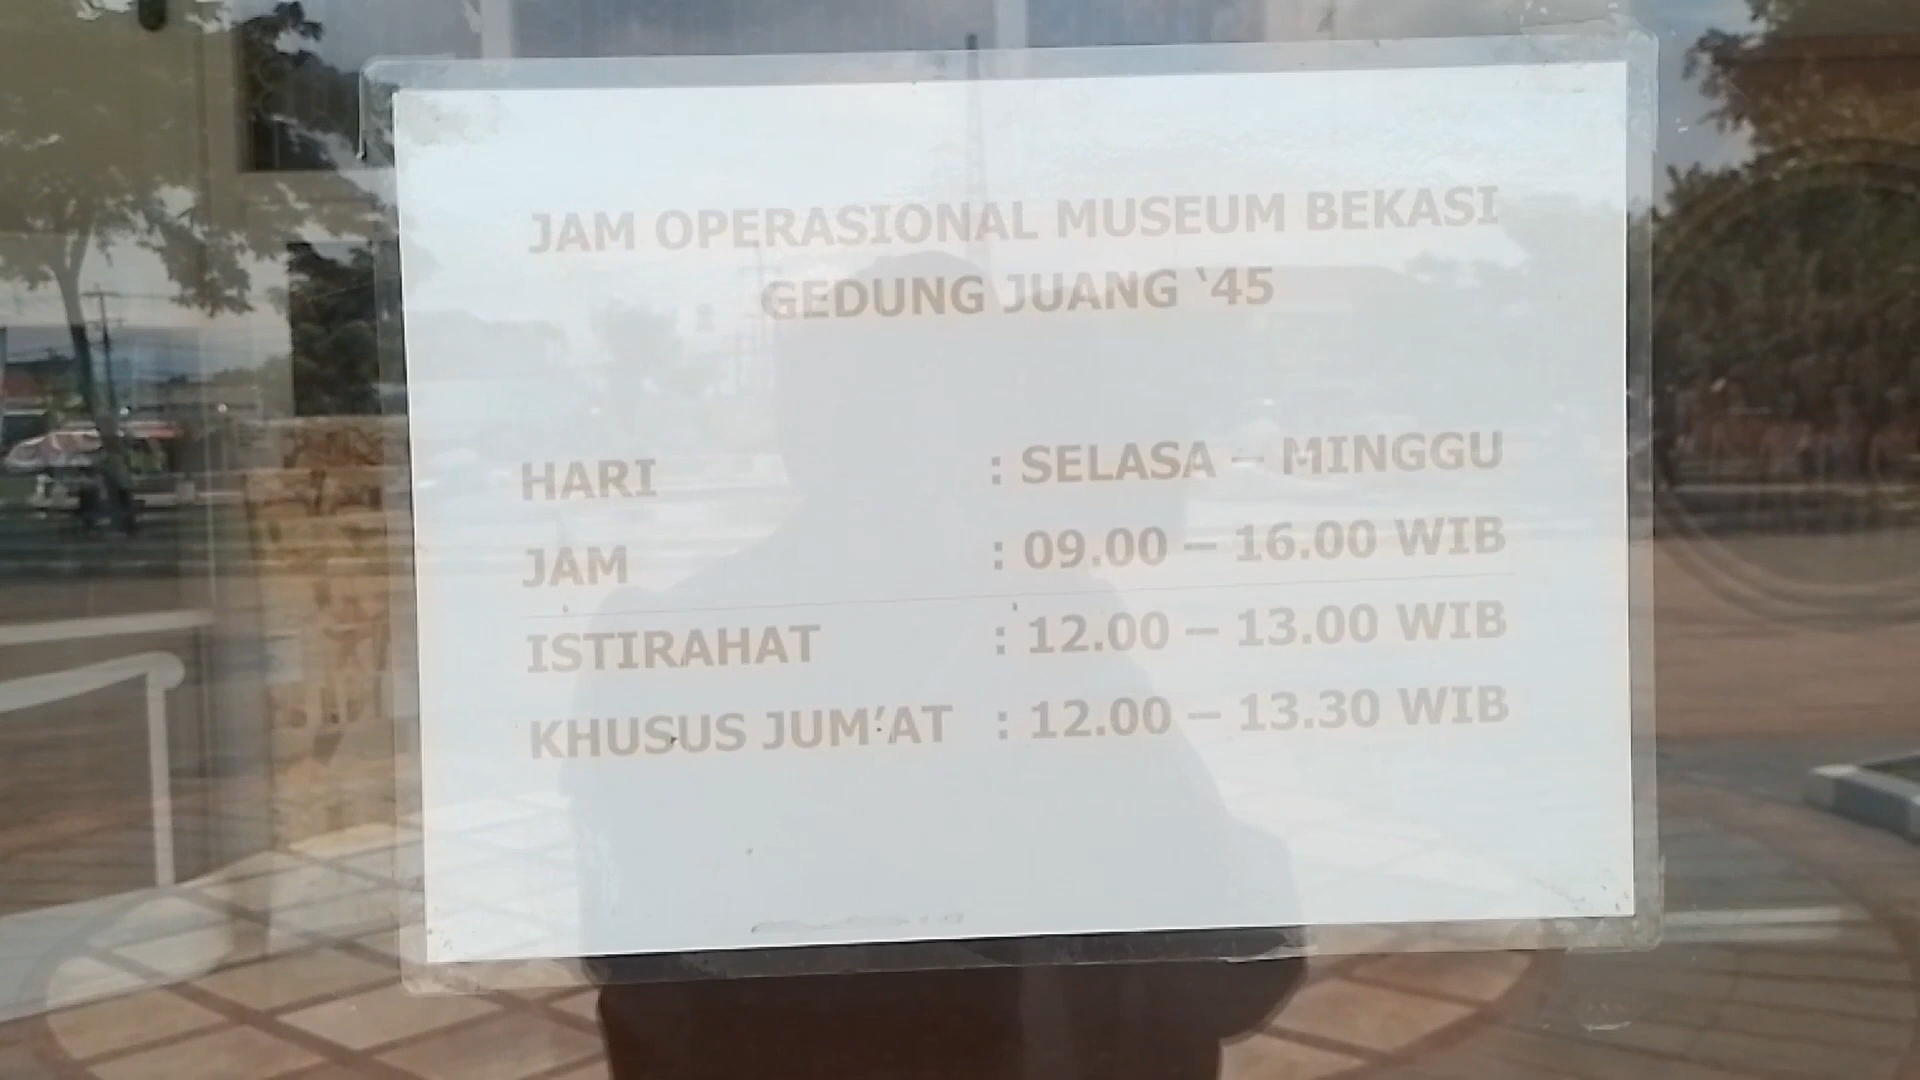 JAM OPERASIONAL MUSEUM BEKASI
GEDUNG JUANG ‘45
HARI : SELASA – MINGGU
JAM : 09.00 – 16.00 WIB
ISTIRAHAT : 12.00 – 13.00 WIB
KHUSUS JUM’AT : 12.00 – 13.30 WIB